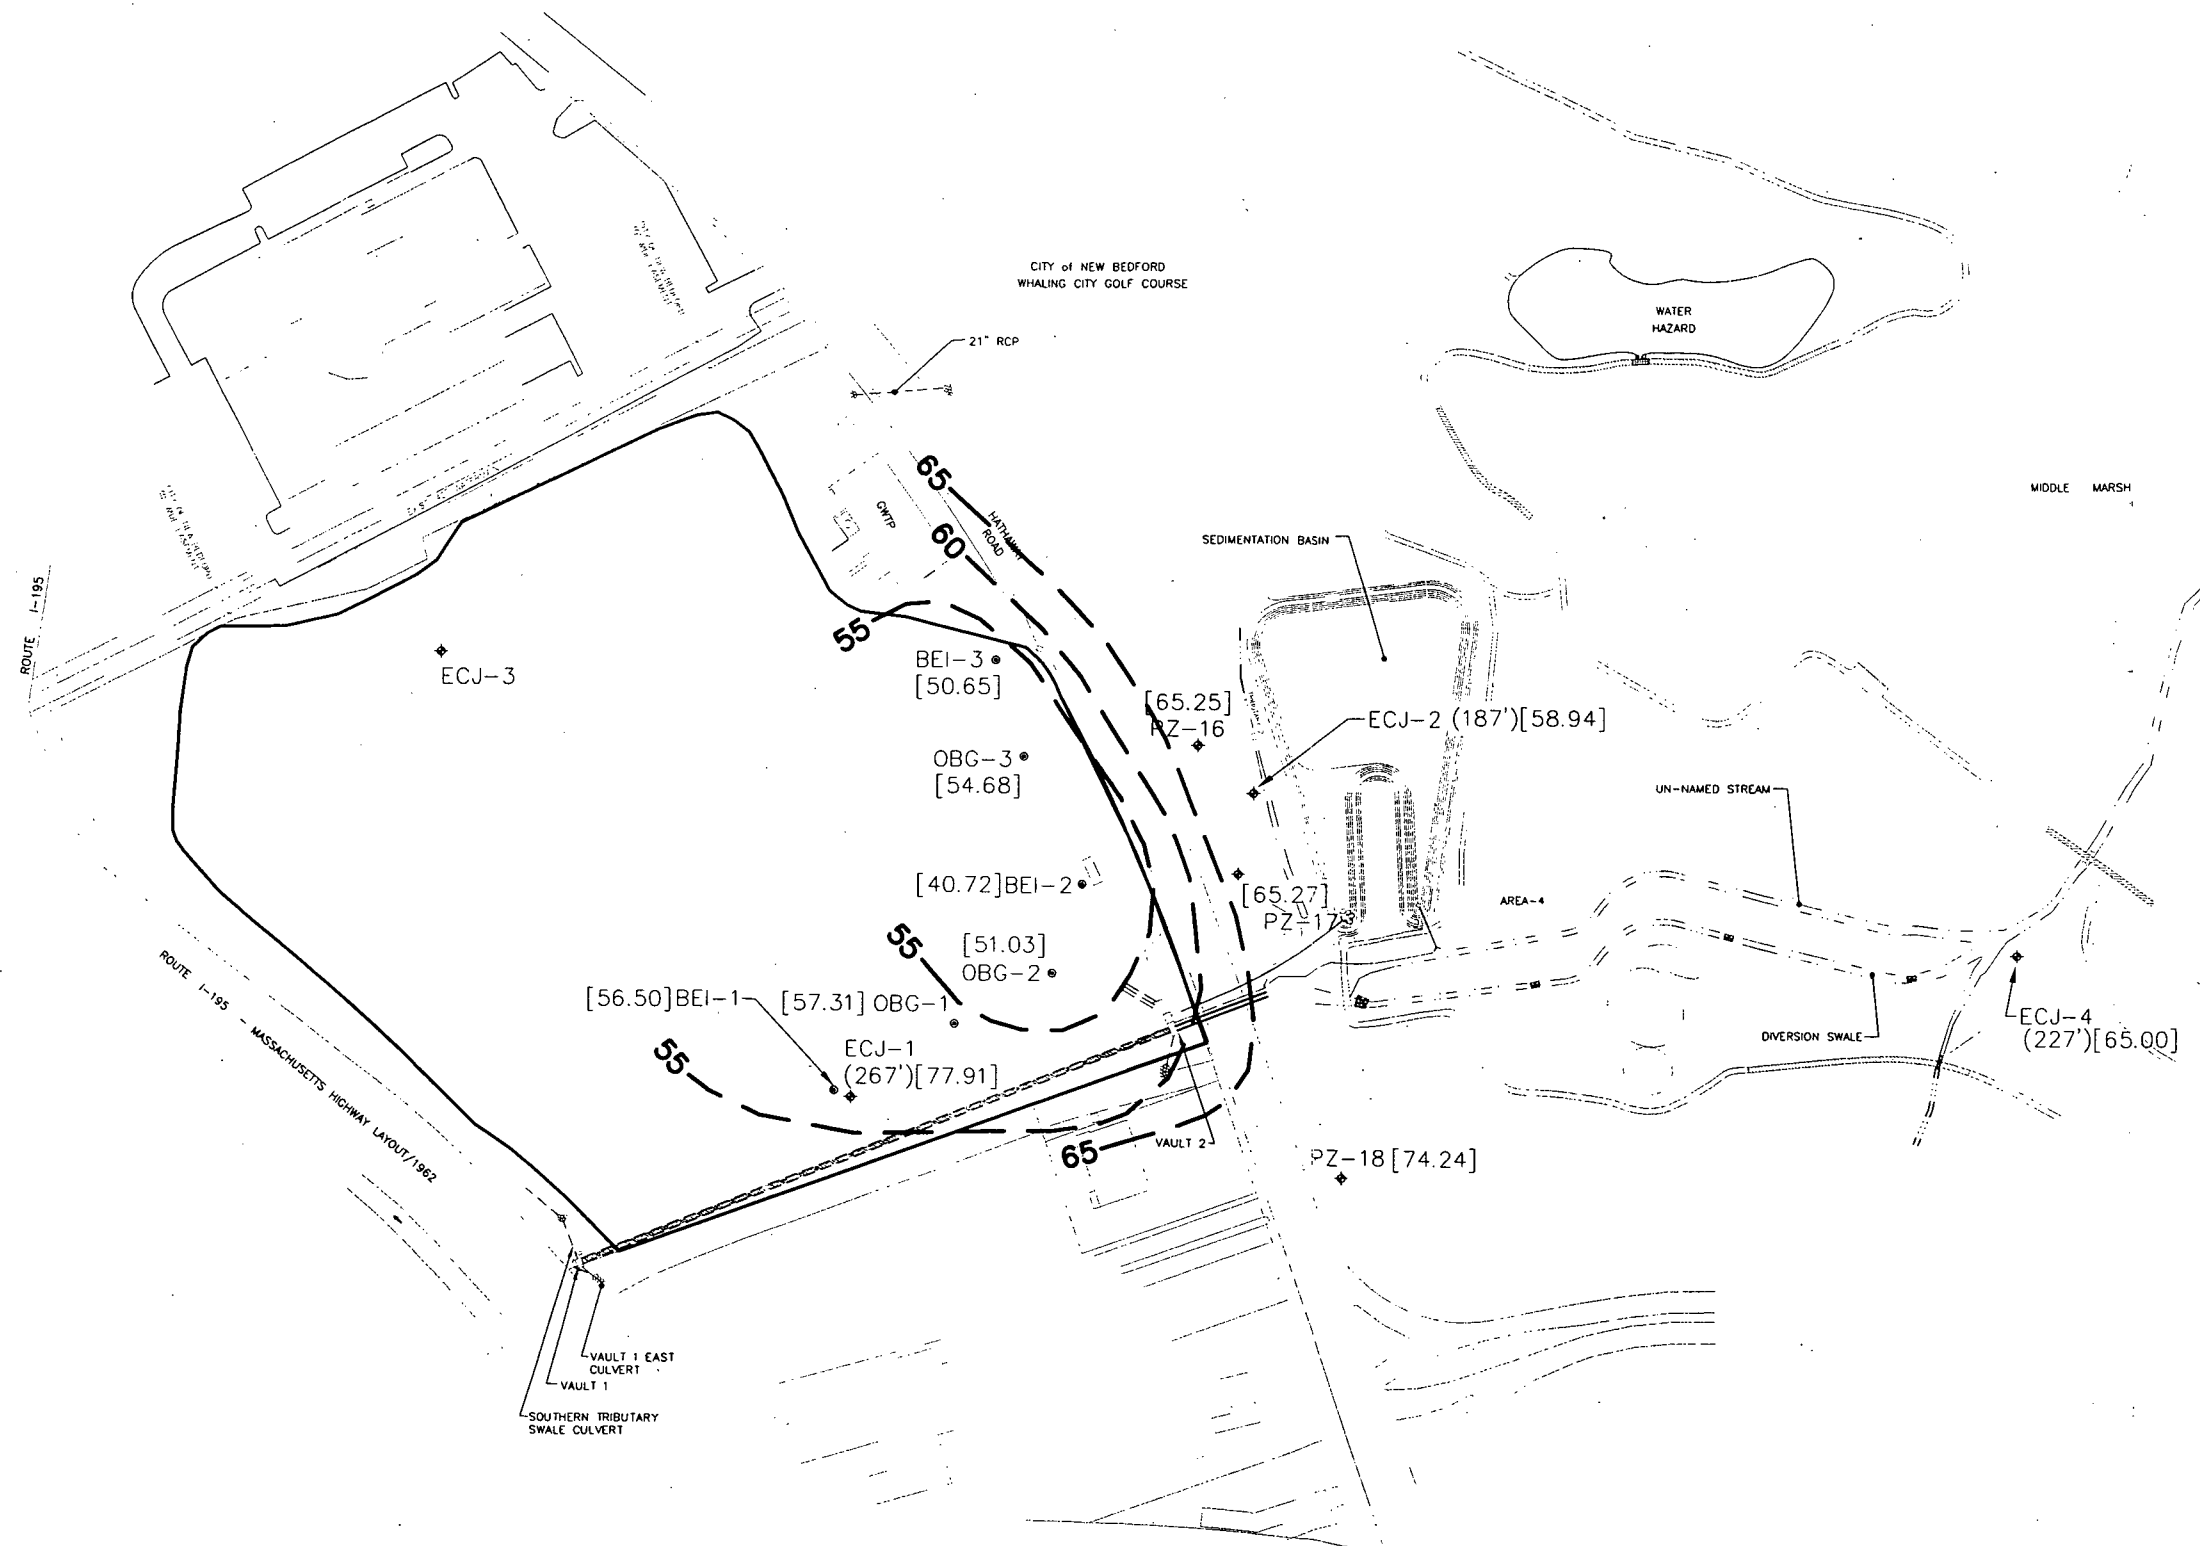 CITY of NEW BEDFORD
WHALING CITY GOLF COURSE
WATER
HAZARD
21" RCP
65
MIDDLE MARSH
GWTP
HATHAWAY
ROAD
60
SEDIMENTATION BASIN
ROUTE I-195
55
BEI-3
[50.65]
ECJ-3
[65.25]
PZ-16
ECJ-2 (187')[58.94]
OBG-3
[54.68]
UN-NAMED STREAM
[40.72]BEI-2
[65.27]
PZ-17
AREA-4
55
[51.03]
OBG-2
ROUTE I-195 - MASSACHUSETTS HIGHWAY LAYOUT/1962
[56.50]BEI-1
[57.31] OBG-1
ECJ-4
(227')[65.00]
DIVERSION SWALE
55
ECJ-1
(267')[77.91]
65
VAULT 2
PZ-18[74.24]
VAULT 1 EAST
CULVERT
VAULT 1
SOUTHERN TRIBUTARY
SWALE CULVERT